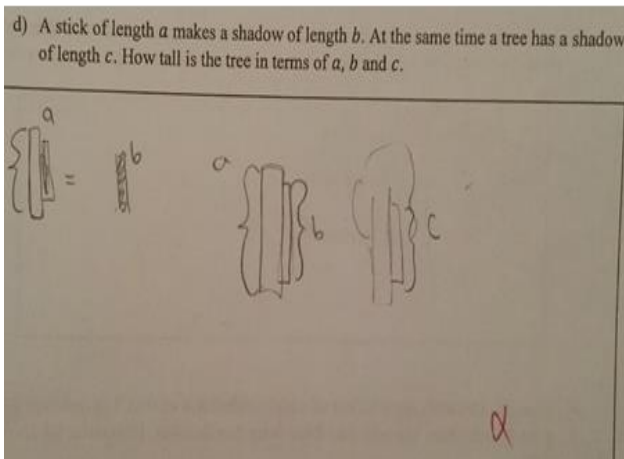 d) A stick of length a makes a shadow of length b. At the same time a tree has a shadow
of length c. How tall is the tree in terms of a, b and c.
a
= b
a
b
c
α